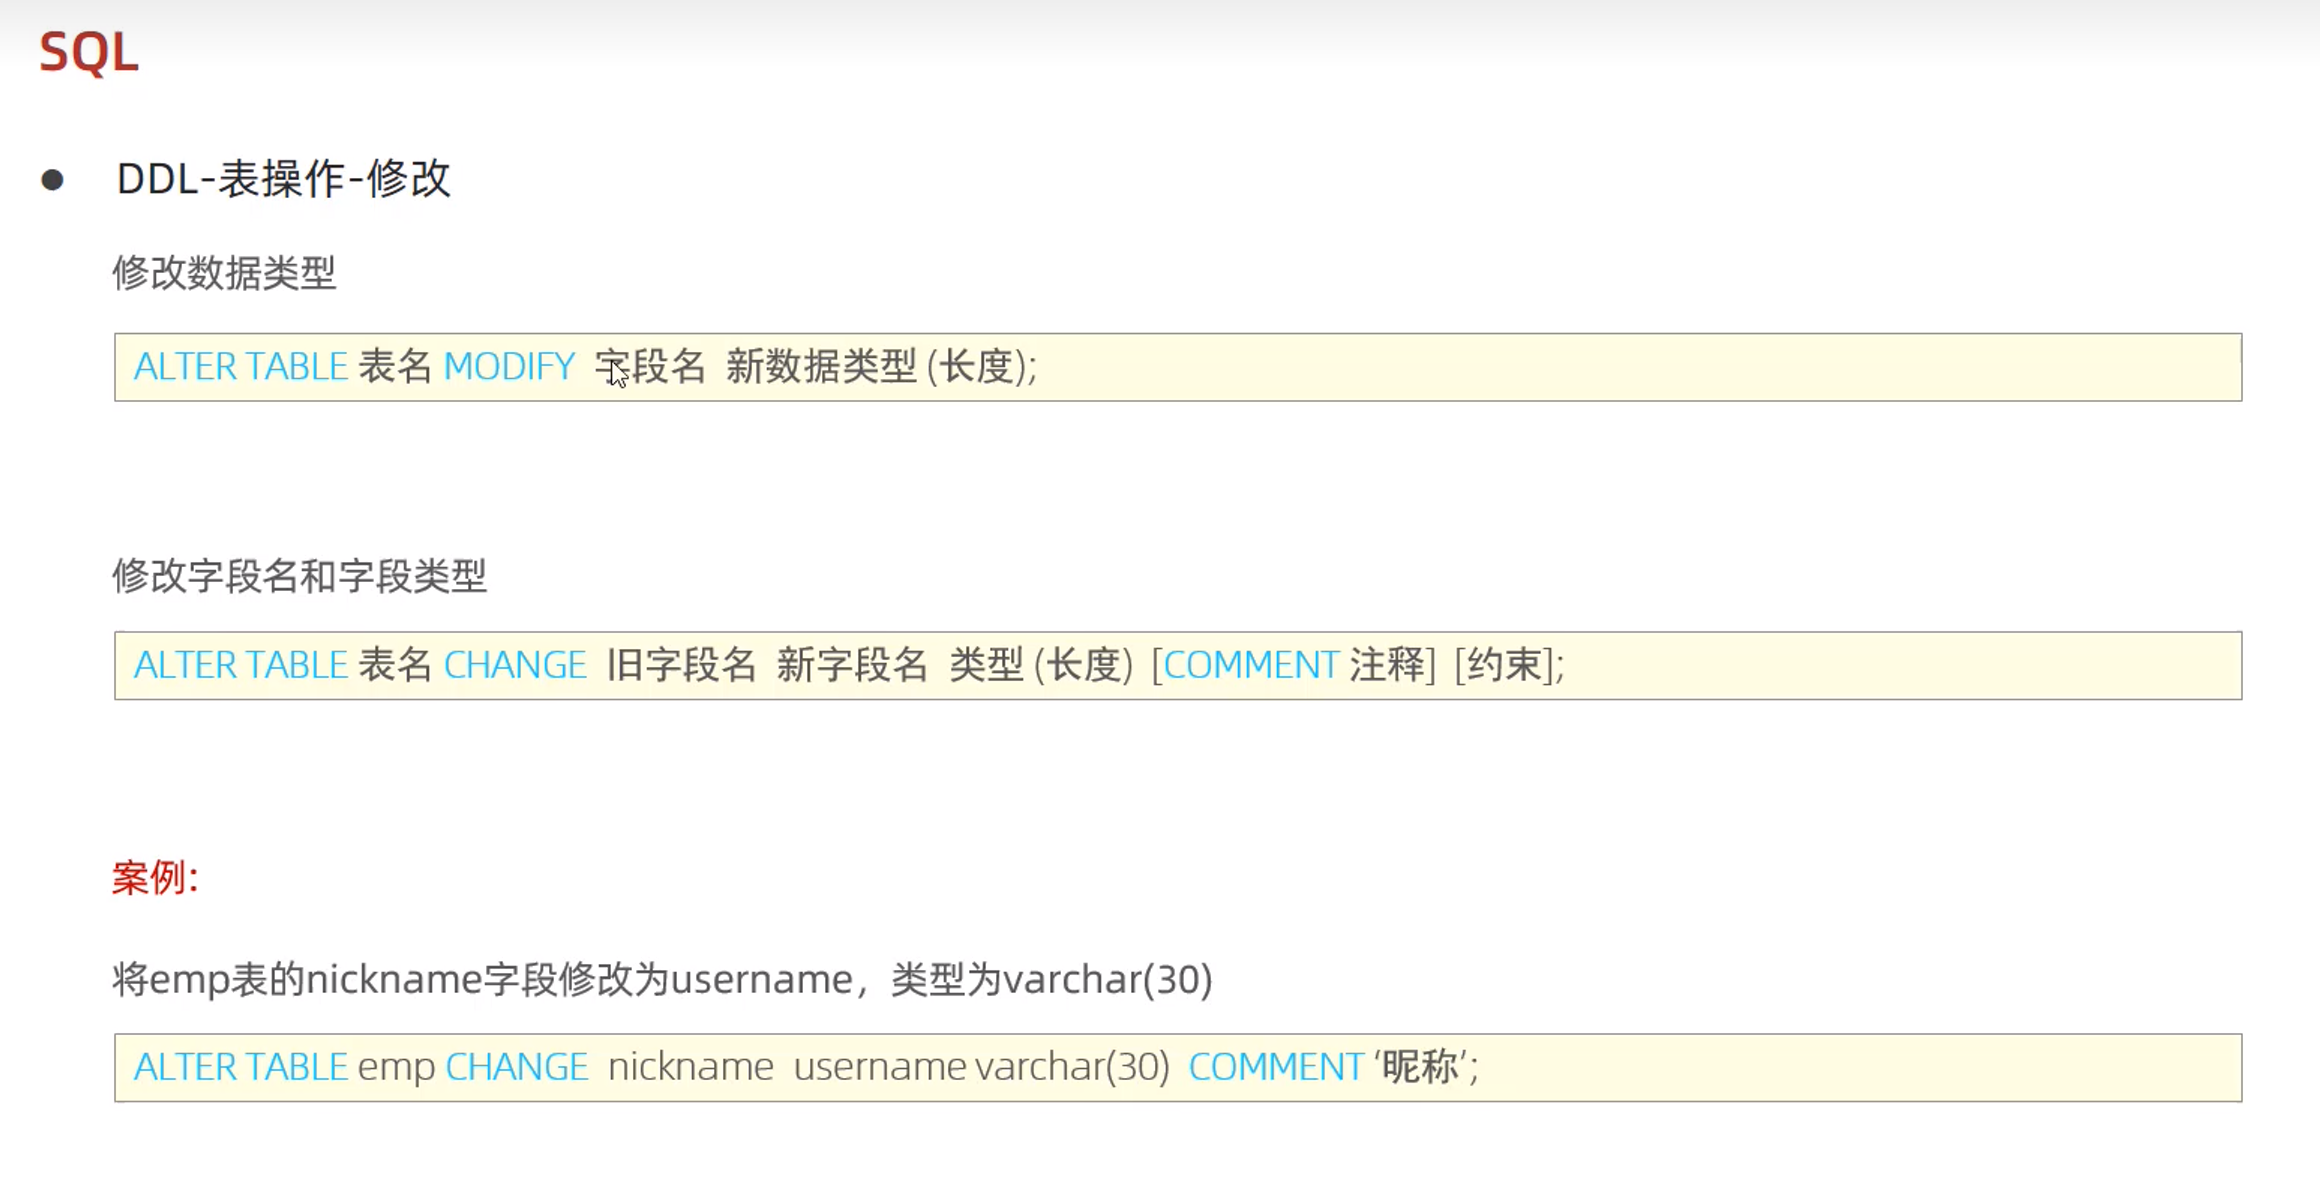 SQL
● DDL-表操作-修改
修改数据类型
ALTER TABLE 表名 MODIFY 字段名 新数据类型 (长度);
修改字段名和字段类型
ALTER TABLE 表名 CHANGE 旧字段名 新字段名 类型 (长度) [COMMENT 注释] [约束];
案例:
将emp表的nickname字段修改为username，类型为varchar(30)
ALTER TABLE emp CHANGE nickname username varchar(30) COMMENT ‘昵称’;